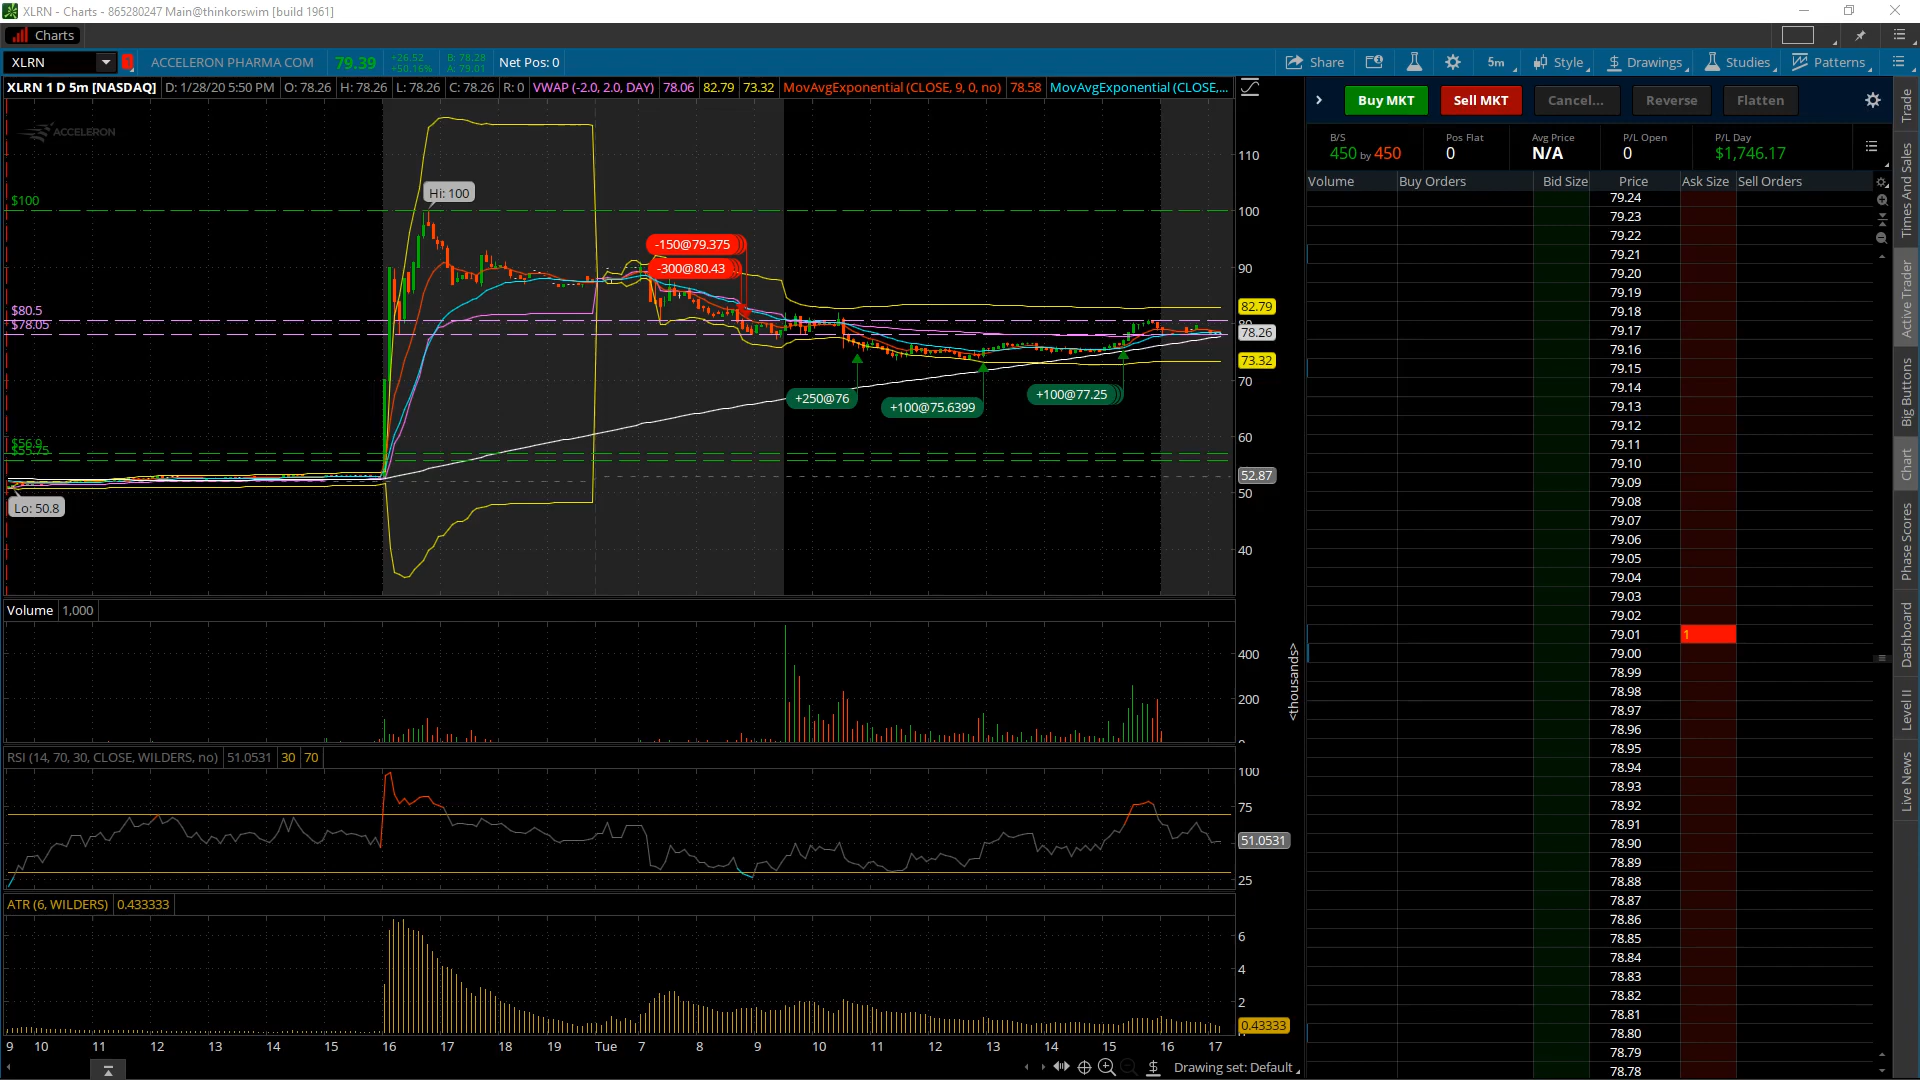 XLRN - Charts - 865280247 Main@thinkorswim [build 1961]
Charts
XLRN
ACCELERON PHARMA COM 79.39 +26.52 +50.16% B: 78.28 A: 79.01 Net Pos: 0
Share 5m Style Drawings Studies Patterns
XLRN 1 D 5m [NASDAQ] D: 1/28/20 5:50 PM O: 78.26 H: 78.26 L: 78.26 C: 78.26 R: 0 VWAP (-2.0, 2.0, DAY) 78.06 82.79 73.32 MovAvgExponential (CLOSE, 9, 0, no) 78.58 MovAvgExponential (CLOSE,...
ACCELERON
Hi: 100
$100
-150@79.375
-300@80.43
$80.5
$78.05
+250@76
+100@75.6399
+100@77.25
$56.9
$55.75
Lo: 50.8
110
100
90
82.79
78.26
73.32
70
60
52.87
50
40
Volume 1,000
400
200
<thousands>
RSI (14, 70, 30, CLOSE, WILDERS, no) 51.0531 30 70
100
75
51.0531
25
ATR (6, WILDERS) 0.433333
6
4
2
0.43333
9 10 11 12 13 14 15 16 17 18 19 Tue 7 8 9 10 11 12 13 14 15 16 17
Drawing set: Default
Buy MKT Sell MKT Cancel... Reverse Flatten
B/S Pos Flat Avg Price P/L Open P/L Day
450 by 450 0 N/A 0 $1,746.17
Volume Buy Orders Bid Size Price Ask Size Sell Orders
79.24
79.23
79.22
79.21
79.20
79.19
79.18
79.17
79.16
79.15
79.14
79.13
79.12
79.11
79.10
79.09
79.08
79.07
79.06
79.05
79.04
79.03
79.02
79.01 1
79.00
78.99
78.98
78.97
78.96
78.95
78.94
78.93
78.92
78.91
78.90
78.89
78.88
78.87
78.86
78.85
78.84
78.83
78.82
78.81
78.80
78.79
78.78
Trade
Times And Sales
Active Trader
Big Buttons
Chart
Phase Scores
Dashboard
Level II
Live News